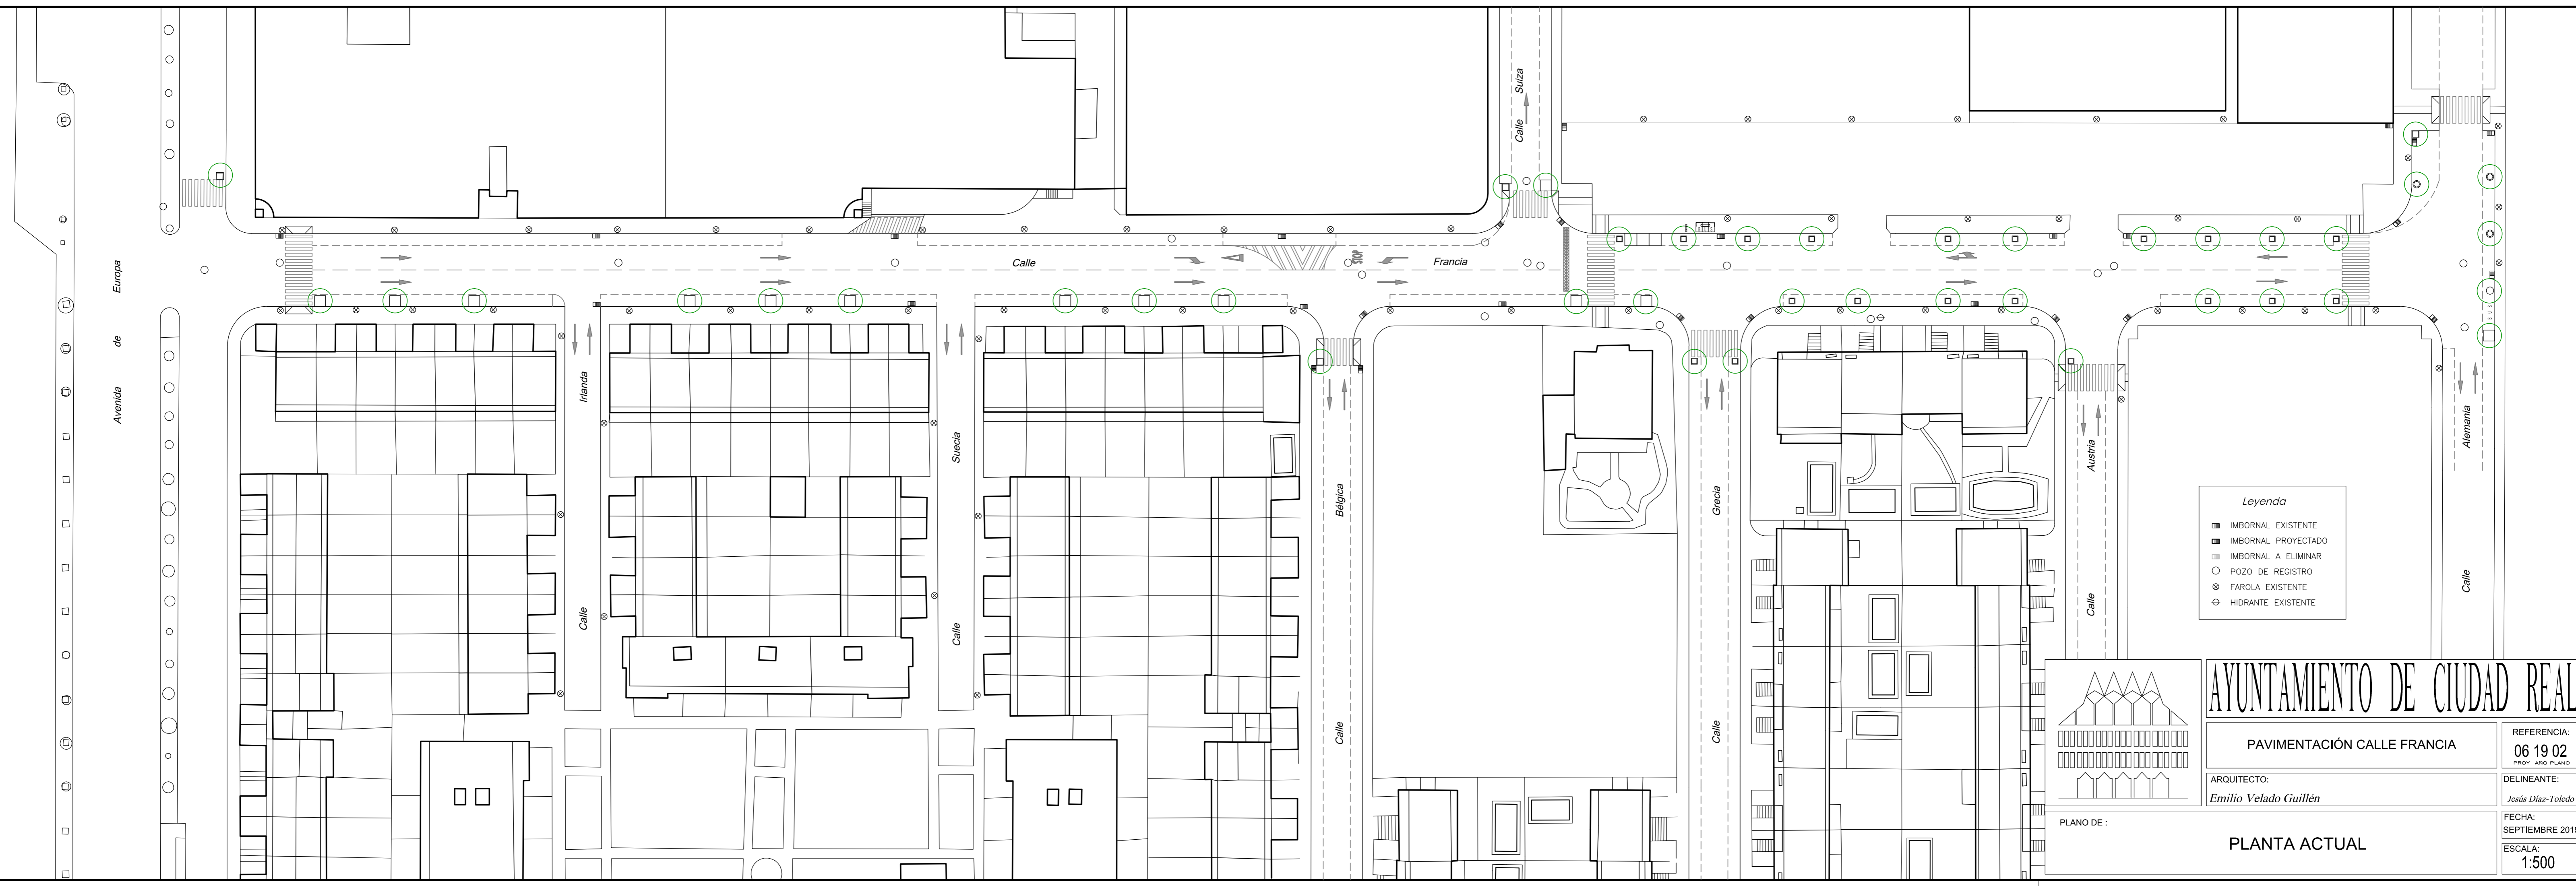 Avenida de Europa
Calle Francia
STOP
Calle Suiza
Calle Irlanda
Calle Suecia
Calle Bélgica
Calle Grecia
Calle Austria
Calle Alemania
Leyenda
IMBORNAL EXISTENTE
IMBORNAL PROYECTADO
IMBORNAL A ELIMINAR
POZO DE REGISTRO
FAROLA EXISTENTE
HIDRANTE EXISTENTE
AYUNTAMIENTO DE CIUDAD REAL
PAVIMENTACIÓN CALLE FRANCIA
REFERENCIA:
06 19 02
PROY AÑO PLANO
ARQUITECTO:
Emilio Velado Guillén
DELINEANTE:
Jesús Díaz-Toledo
PLANO DE :
PLANTA ACTUAL
FECHA:
SEPTIEMBRE 2019
ESCALA:
1:500